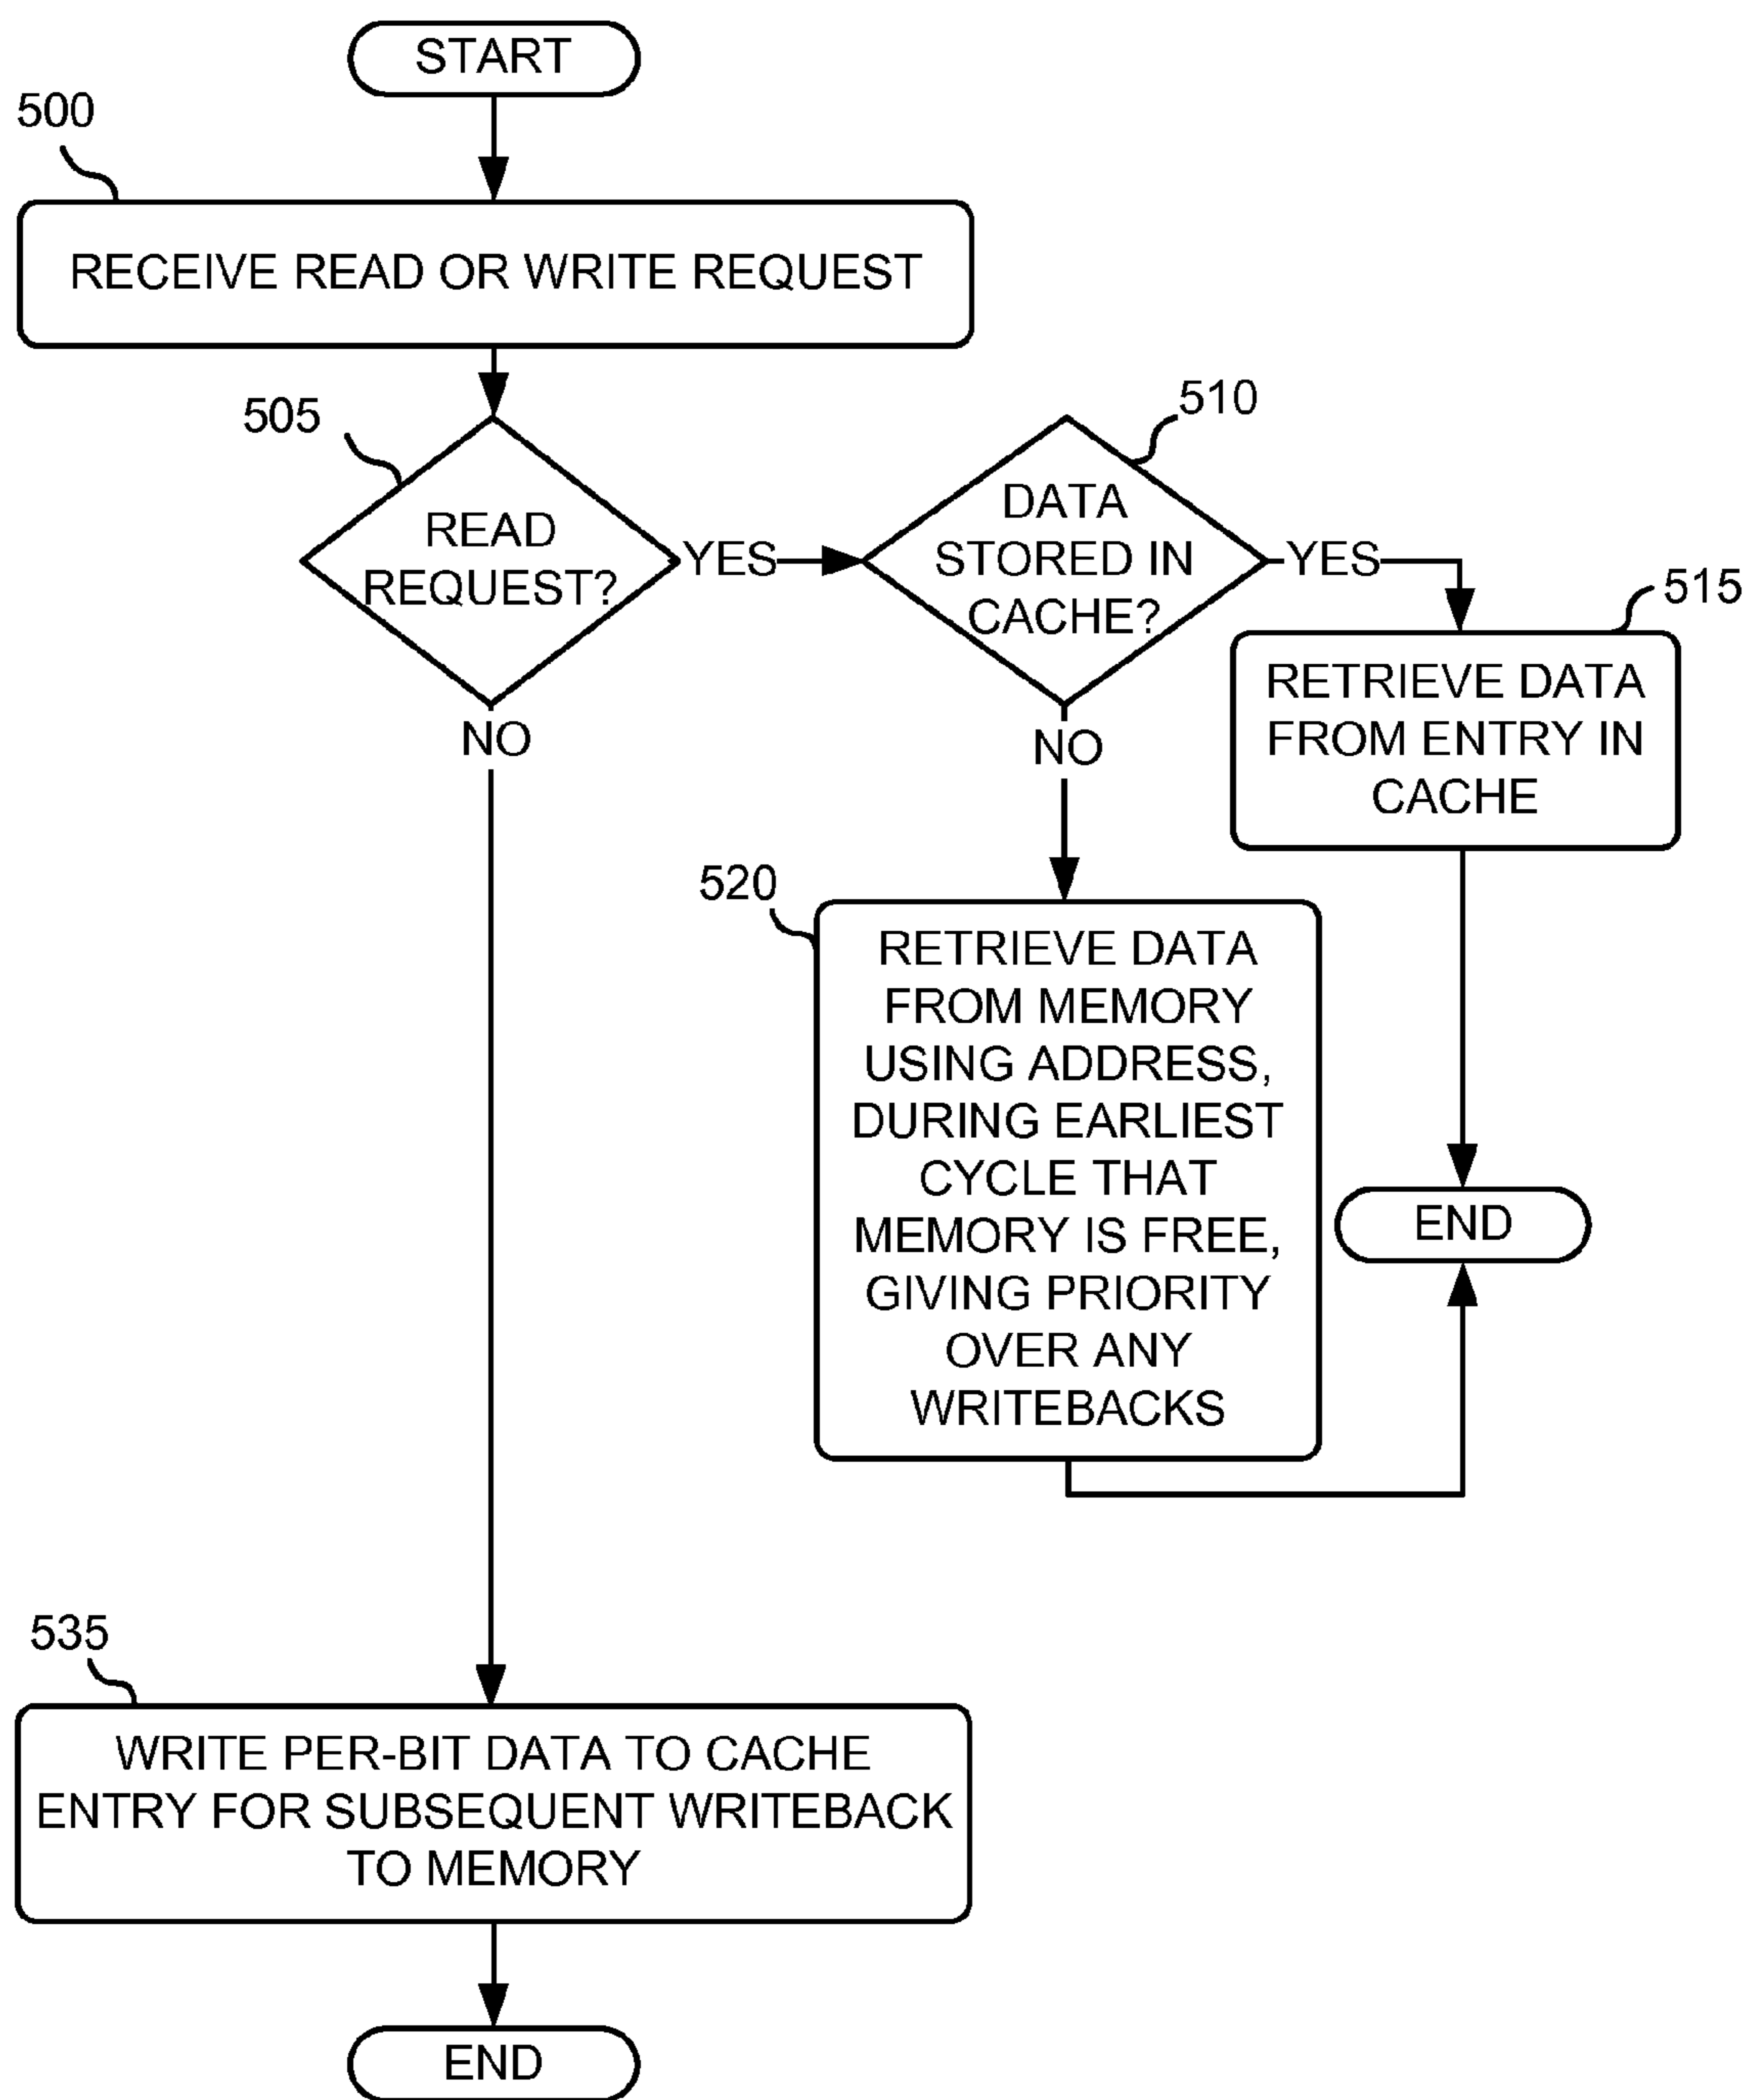 START
500
RECEIVE READ OR WRITE REQUEST
505
READ
REQUEST?
YES
NO
510
DATA
STORED IN
CACHE?
YES
NO
515
RETRIEVE DATA
FROM ENTRY IN
CACHE
520
RETRIEVE DATA
FROM MEMORY
USING ADDRESS,
DURING EARLIEST
CYCLE THAT
MEMORY IS FREE,
GIVING PRIORITY
OVER ANY
WRITEBACKS
END
535
WRITE PER-BIT DATA TO CACHE
ENTRY FOR SUBSEQUENT WRITEBACK
TO MEMORY
END